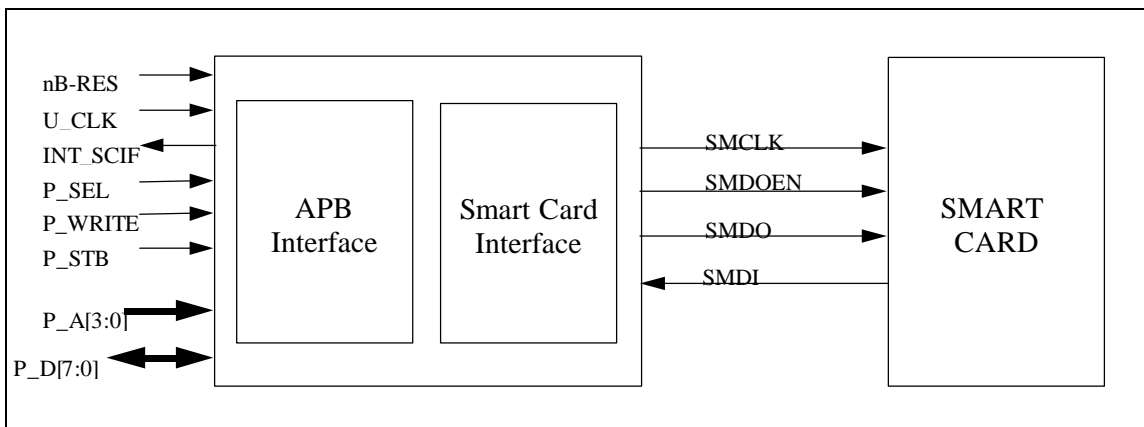 nB-RES
U_CLK
INT_SCIF
P_SEL
P_WRITE
P_STB
P_A[3:0]
P_D[7:0]
APB
Interface
Smart Card
Interface
SMCLK
SMDOEN
SMDO
SMDI
SMART
CARD